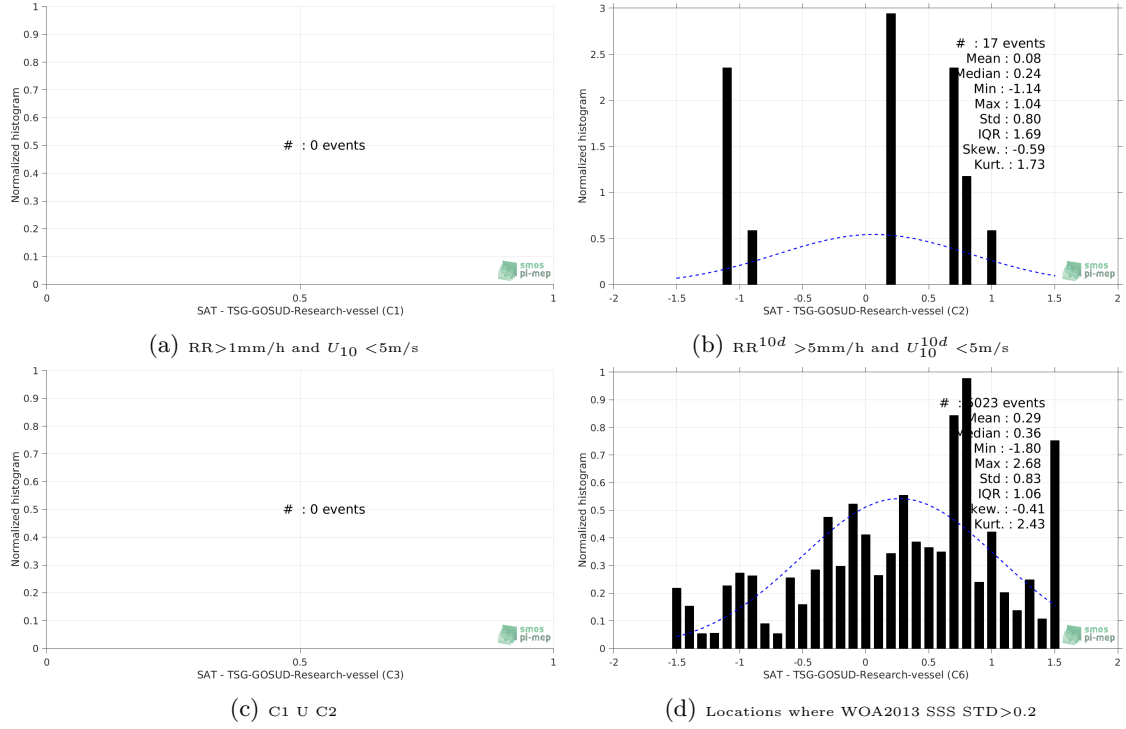 1
0.9
0.8
0.7
0.6
0.5
0.4
0.3
0.2
0.1
0
Normalized histogram
# : 0 events
smos
pi-mep
0
0.5
1
SAT - TSG-GOSUD-Research-vessel (C1)
(a) RR>1mm/h and U10 <5m/s
3
2.5
2
1.5
1
0.5
0
Normalized histogram
# : 17 events
Mean : 0.08
Median : 0.24
Min : -1.14
Max : 1.04
Std : 0.80
IQR : 1.69
Skew. : -0.59
Kurt. : 1.73
smos
pi-mep
-2
-1.5
-1
-0.5
0
0.5
1
1.5
2
SAT - TSG-GOSUD-Research-vessel (C2)
(b) RR10d >5mm/h and U10d10 <5m/s
1
0.9
0.8
0.7
0.6
0.5
0.4
0.3
0.2
0.1
0
Normalized histogram
# : 0 events
smos
pi-mep
0
0.5
1
SAT - TSG-GOSUD-Research-vessel (C3)
(c) C1 U C2
1
0.9
0.8
0.7
0.6
0.5
0.4
0.3
0.2
0.1
0
Normalized histogram
# : 6023 events
Mean : 0.29
Median : 0.36
Min : -1.80
Max : 2.68
Std : 0.83
IQR : 1.06
Skew. : -0.41
Kurt. : 2.43
smos
pi-mep
-2
-1.5
-1
-0.5
0
0.5
1
1.5
2
SAT - TSG-GOSUD-Research-vessel (C6)
(d) Locations where WOA2013 SSS STD>0.2